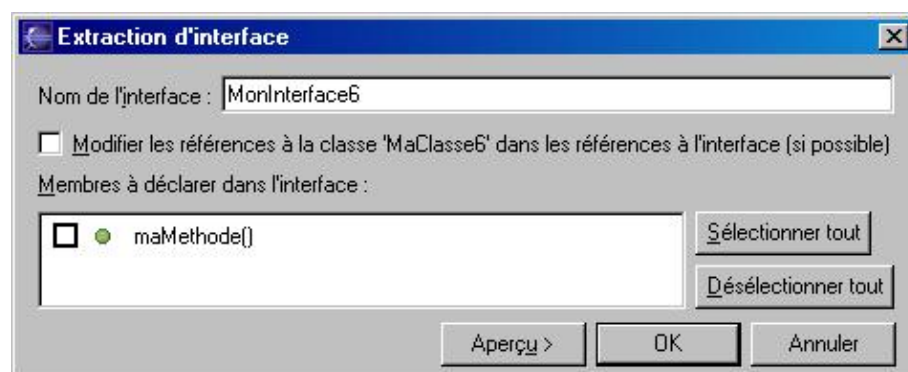 Extraction d'interface
Nom de l'interface : MonInterface6
Modifier les références à la classe 'MaClasse6' dans les références à l'interface (si possible)
Membres à déclarer dans l'interface :
maMethode()
Sélectionner tout
Désélectionner tout
Aperçu > OK Annuler